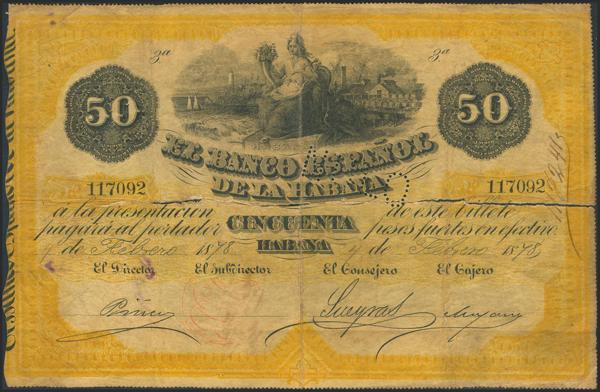 3a 3a
50 50
EL BANCO ESPAÑOL
DE LA HABANA
117092 117092
á la presentacion de este billete
pagará al portador CINCUENTA pesos fuertes en efectivo
4 de Febrero 1878 HABANA 4 de Febrero 1878
El Director El SubDirector El Consejero El Cajero